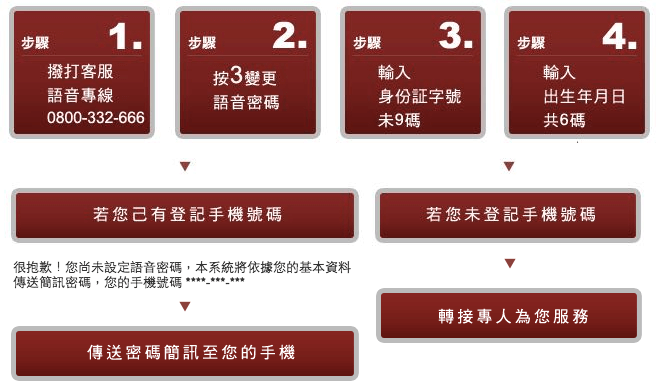 步驟 1.
撥打客服
語音專線
0800-332-666
步驟 2.
按3變更
語音密碼
步驟 3.
輸入
身份証字號
未9碼
步驟 4.
輸入
出生年月日
共6碼
若您己有登記手機號碼
很抱歉！您尚未設定語音密碼，本系統將依據您的基本資料
傳送簡訊密碼，您的手機號碼 ****-***-***
傳送密碼簡訊至您的手機
若您未登記手機號碼
轉接專人為您服務